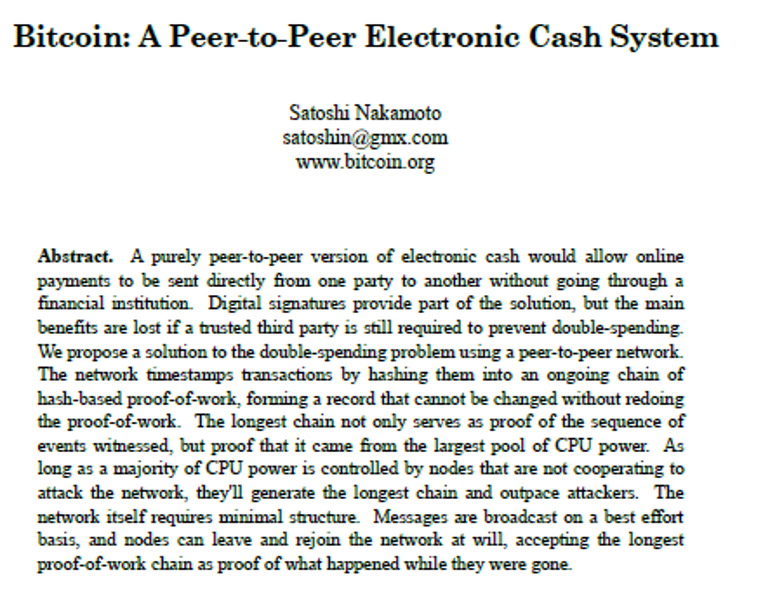 Bitcoin: A Peer-to-Peer Electronic Cash System
Satoshi Nakamoto
satoshin@gmx.com
www.bitcoin.org
Abstract. A purely peer-to-peer version of electronic cash would allow online
payments to be sent directly from one party to another without going through a
financial institution. Digital signatures provide part of the solution, but the main
benefits are lost if a trusted third party is still required to prevent double-spending.
We propose a solution to the double-spending problem using a peer-to-peer network.
The network timestamps transactions by hashing them into an ongoing chain of
hash-based proof-of-work, forming a record that cannot be changed without redoing
the proof-of-work. The longest chain not only serves as proof of the sequence of
events witnessed, but proof that it came from the largest pool of CPU power. As
long as a majority of CPU power is controlled by nodes that are not cooperating to
attack the network, they'll generate the longest chain and outpace attackers. The
network itself requires minimal structure. Messages are broadcast on a best effort
basis, and nodes can leave and rejoin the network at will, accepting the longest
proof-of-work chain as proof of what happened while they were gone.